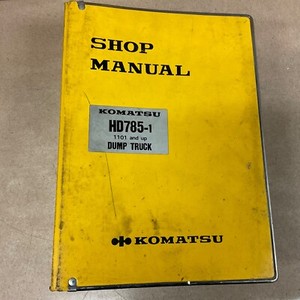 SHOP
MANUAL
KOMATSU
HD785-1
1101 and up
DUMP TRUCK
KOMATSU